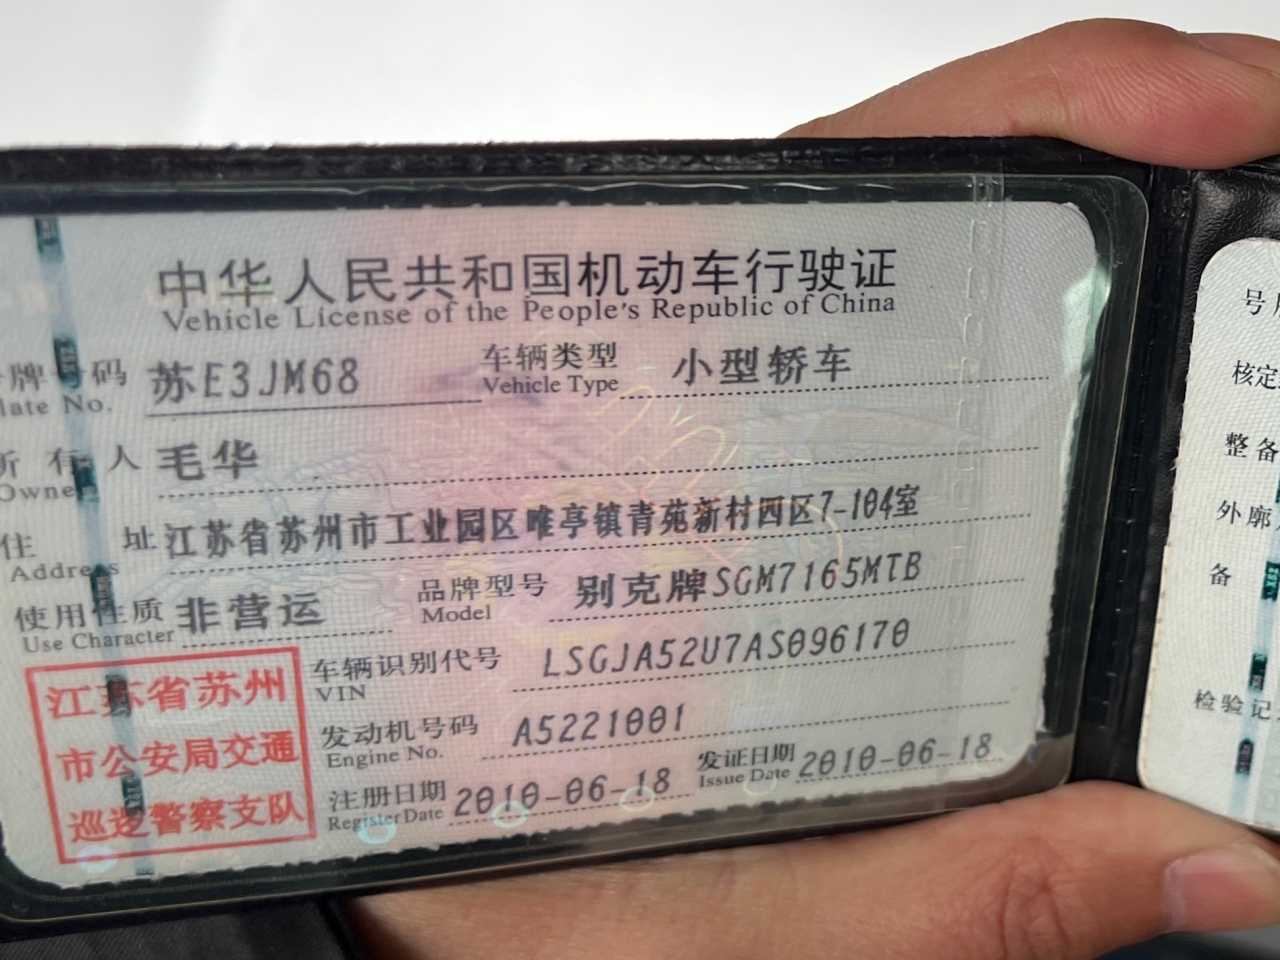 中华人民共和国机动车行驶证
Vehicle License of the People's Republic of China
牌号码 苏E3JM68 车辆类型 小型轿车
late No. Vehicle Type
所有人 毛华
Owne
住址 江苏省苏州市工业园区唯亭镇青苑新村四区7-104室
Address
使用性质 非营运 品牌型号 别克牌SGM7165MTB
Use Character Model
江苏省苏州
市公安局交通
巡逻警察支队
车辆识别代号 LSGJA52U7AS096170
VIN
发动机号码 A5221001
Engine No.
注册日期 2010-06-18 发证日期 2010-06-18
Register Date Issue Date
号
核定
整备
外廓
备
检验记